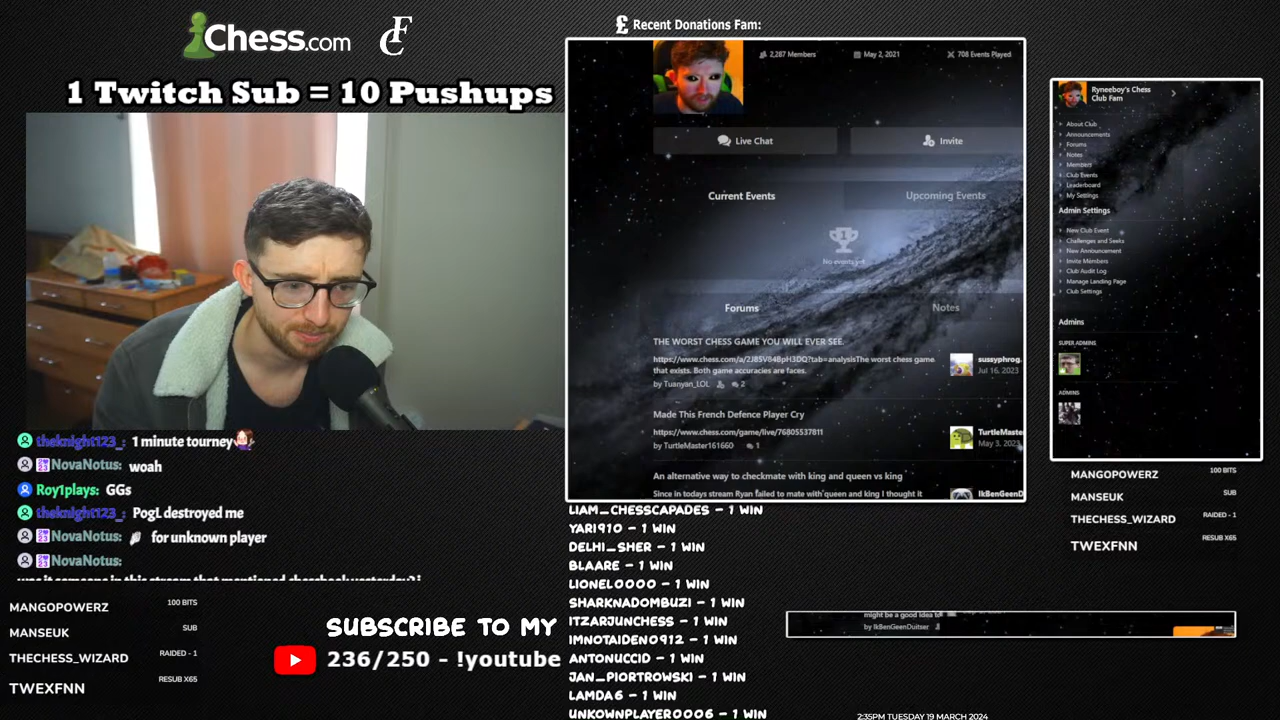 Chess.com
FC
1 Twitch Sub = 10 Pushups
£ Recent Donations Fam:
2,287 Members
May 2, 2021
708 Events Played
Live Chat
Invite
Current Events
Upcoming Events
No events yet
Forums
Notes
THE WORST CHESS GAME YOU WILL EVER SEE.
https://www.chess.com/a/2JBSV84BpH3DQ?tab=analysisThe worst chess game
that exists. Both game accuracies are faces.
by Tuanyan_LOL 2
sussyphrog.
Jul 16, 2023
Made This French Defence Player Cry
https://www.chess.com/game/live/76805537811
by TurtleMaster161660 1
TurtleMaste
May 3, 2023
An alternative way to checkmate with king and queen vs king
Since in todays stream Ryan failed to mate with queen and king I thought it
IkBenGeenD
Ryneeboy's Chess
Club Fam
About Club
Announcements
Forums
Notes
Members
Club Events
Leaderboard
My Settings
Admin Settings
New Club Event
Challenges and Seeks
New Announcement
Invite Members
Club Audit Log
Manage Landing Page
Club Settings
Admins
SUPER ADMINS
ADMINS
theknight123_: 1 minute tourney
NovaNotus: woah
Roy1plays: GGs
theknight123_: PogL destroyed me
NovaNotus: for unknown player
NovaNotus:
MANGOPOWERZ 100 BITS
MANSEUK SUB
THECHESS_WIZARD RAIDED - 1
TWEXFNN RESUB X65
SUBSCRIBE TO MY
236/250 - !youtube
LIAM_CHESSCAPADES - 1 WIN
YARI910 - 1 WIN
DELHI_SHER - 1 WIN
BLAARE - 1 WIN
LIONEL0000 - 1 WIN
SHARKNADOMBUZI - 1 WIN
ITZARJUNCHESS - 1 WIN
IMNOTAIDEN0912 - 1 WIN
ANTONUCCID - 1 WIN
JAN_PIOTROWSKI - 1 WIN
LAMDA6 - 1 WIN
UNKOWNPLAYER0006 - 1 WIN
MANGOPOWERZ 100 BITS
MANSEUK SUB
THECHESS_WIZARD RAIDED - 1
TWEXFNN RESUB X65
might be a good idea to
by IkBenGeenDuitser
2:35PM TUESDAY 19 MARCH 2024